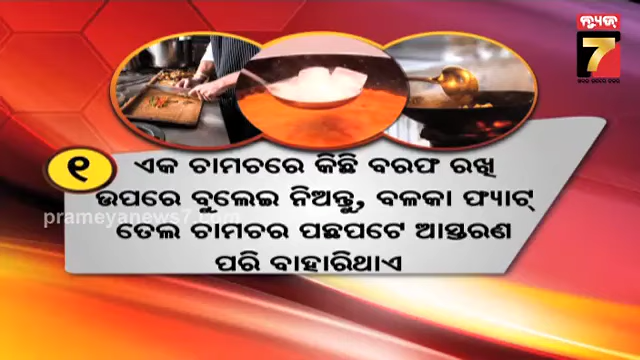 ନ୍ୟୁଜ୍
7
୧
ଏକ ଚାମଚରେ କିଛି ବରଫ ରଖି
ଉପରେ ବୁଲେଇ ନିଅନ୍ତୁ, ବଳକା ଫ୍ୟାଟ୍
prameyanews7.com
ତେଲ ଚାମଚର ପଛପଟେ ଆସ୍ତରଣ
ପରି ବାହାରିଥାଏ